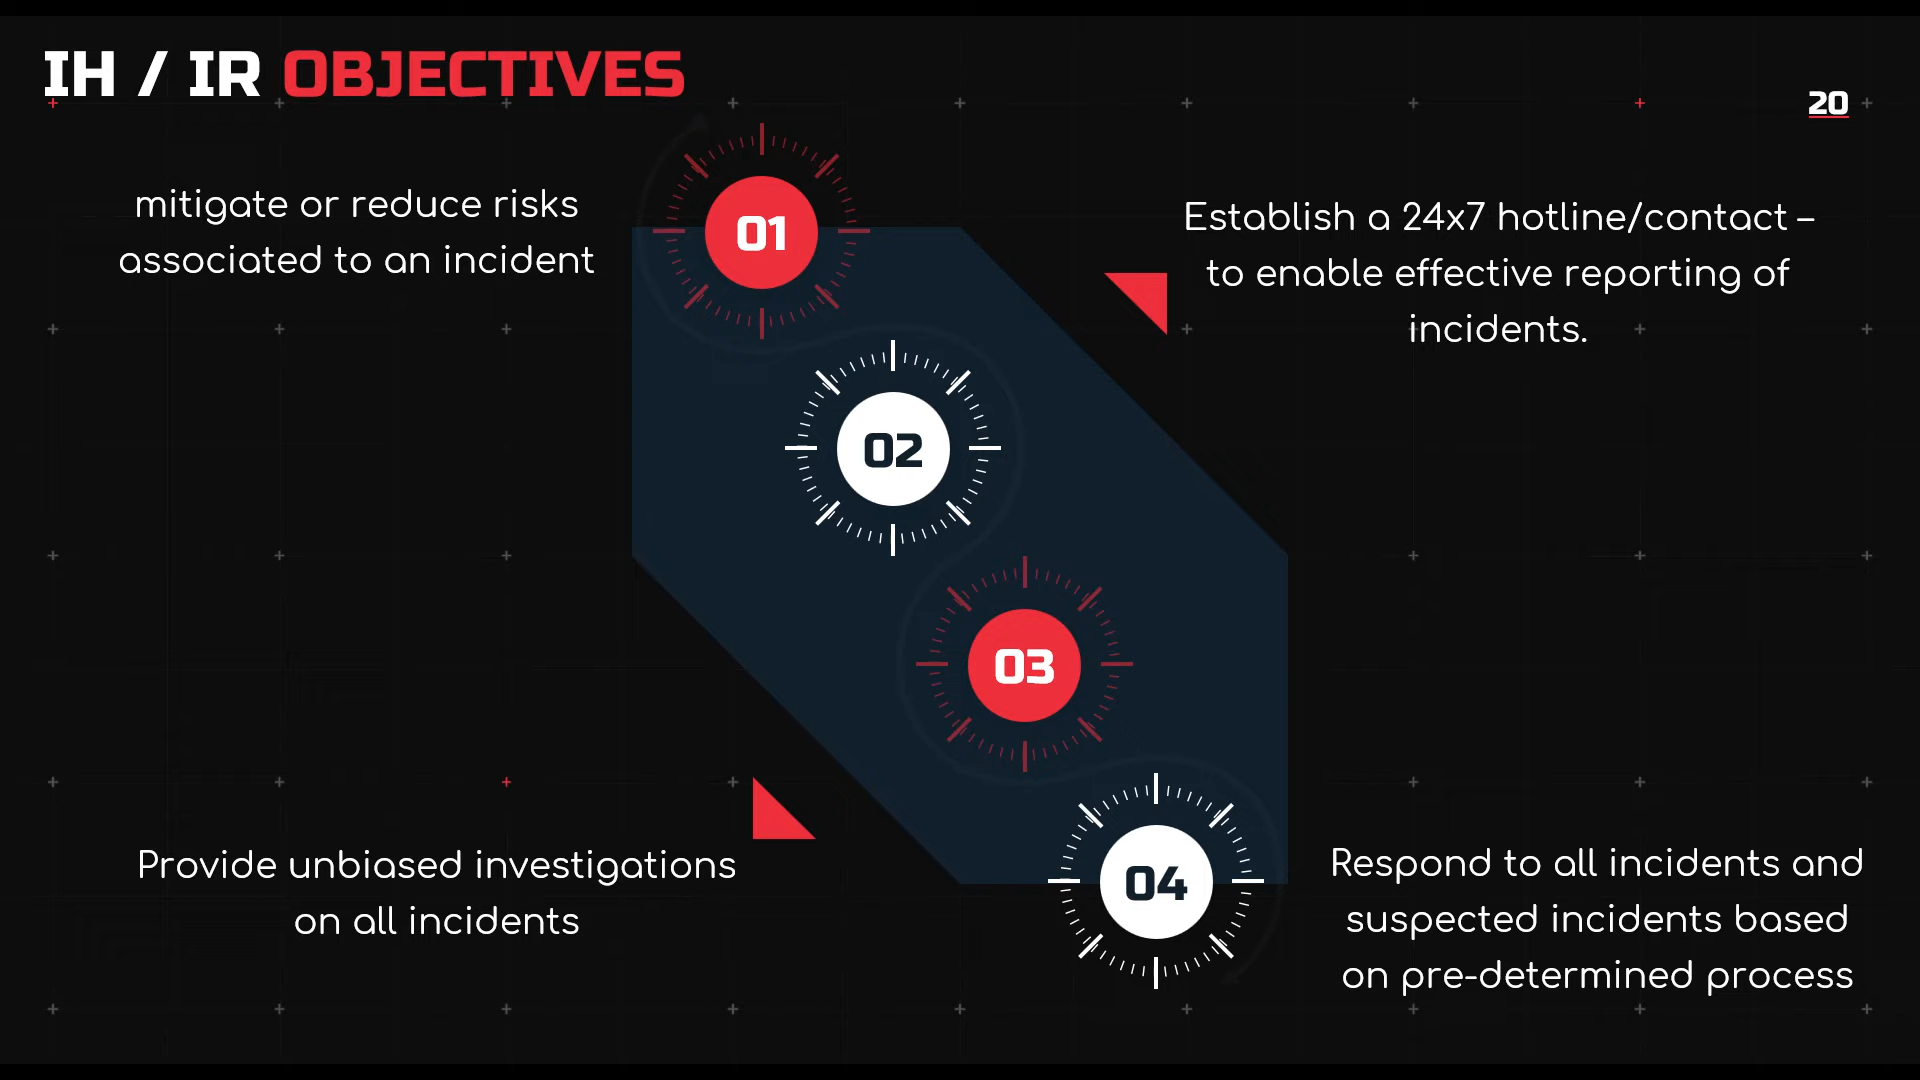 IH / IR OBJECTIVES
20
mitigate or reduce risks
associated to an incident
01
Establish a 24x7 hotline/contact –
to enable effective reporting of
incidents.
02
03
Provide unbiased investigations
on all incidents
04
Respond to all incidents and
suspected incidents based
on pre-determined process